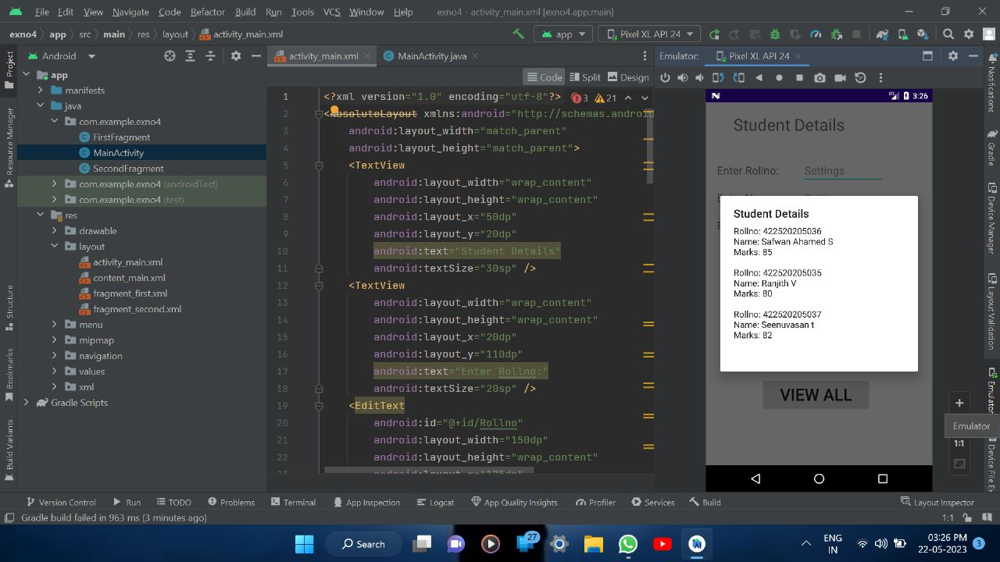 File Edit View Navigate Code Refactor Build Run Tools VCS Window Help exno4 - activity_main.xml [exno4.app.main]
exno4 app src main res layout activity_main.xml app Pixel XL API 24
Android
activity_main.xml MainActivity.java
Emulator: Pixel XL API 24
Code Split Design
Project
Resource Manager
Structure
Bookmarks
Build Variants
app
manifests
java
com.example.exno4
FirstFragment
MainActivity
SecondFragment
com.example.exno4 (androidTest)
com.example.exno4 (test)
res
drawable
layout
activity_main.xml
content_main.xml
fragment_first.xml
fragment_second.xml
menu
mipmap
navigation
values
xml
Gradle Scripts
3 21
1 <?xml version="1.0" encoding="utf-8"?>
2 <AbsoluteLayout xmlns:android="http://schemas.androi
3 android:layout_width="match_parent"
4 android:layout_height="match_parent">
5 <TextView
6 android:layout_width="wrap_content"
7 android:layout_height="wrap_content"
8 android:layout_x="50dp"
9 android:layout_y="20dp"
10 android:text="Student Details"
11 android:textSize="30sp" />
12 <TextView
13 android:layout_width="wrap_content"
14 android:layout_height="wrap_content"
15 android:layout_x="20dp"
16 android:layout_y="110dp"
17 android:text="Enter Rollno:"
18 android:textSize="20sp" />
19 <EditText
20 android:id="@+id/Rollno"
21 android:layout_width="150dp"
22 android:layout_height="wrap_content"
23 android:layout_x="175dp"
3:26
Student Details
Enter Rollno: Settings
Student Details
Rollno: 422520205036
Name: Safwan Ahamed S
Marks: 85
Rollno: 422520205035
Name: Ranjith V
Marks: 80
Rollno: 422520205037
Name: Seenuvasan t
Marks: 82
VIEW ALL
Emulator
1:1
Notifications
Gradle
Device Manager
Layout Validation
Emulator
Device File Ex
Version Control Run TODO Problems Terminal App Inspection Logcat App Quality Insights Profiler Services Build Layout Inspector
Gradle build failed in 963 ms (3 minutes ago) 1:1
Search 27 ENG
IN 03:26 PM
22-05-2023 3